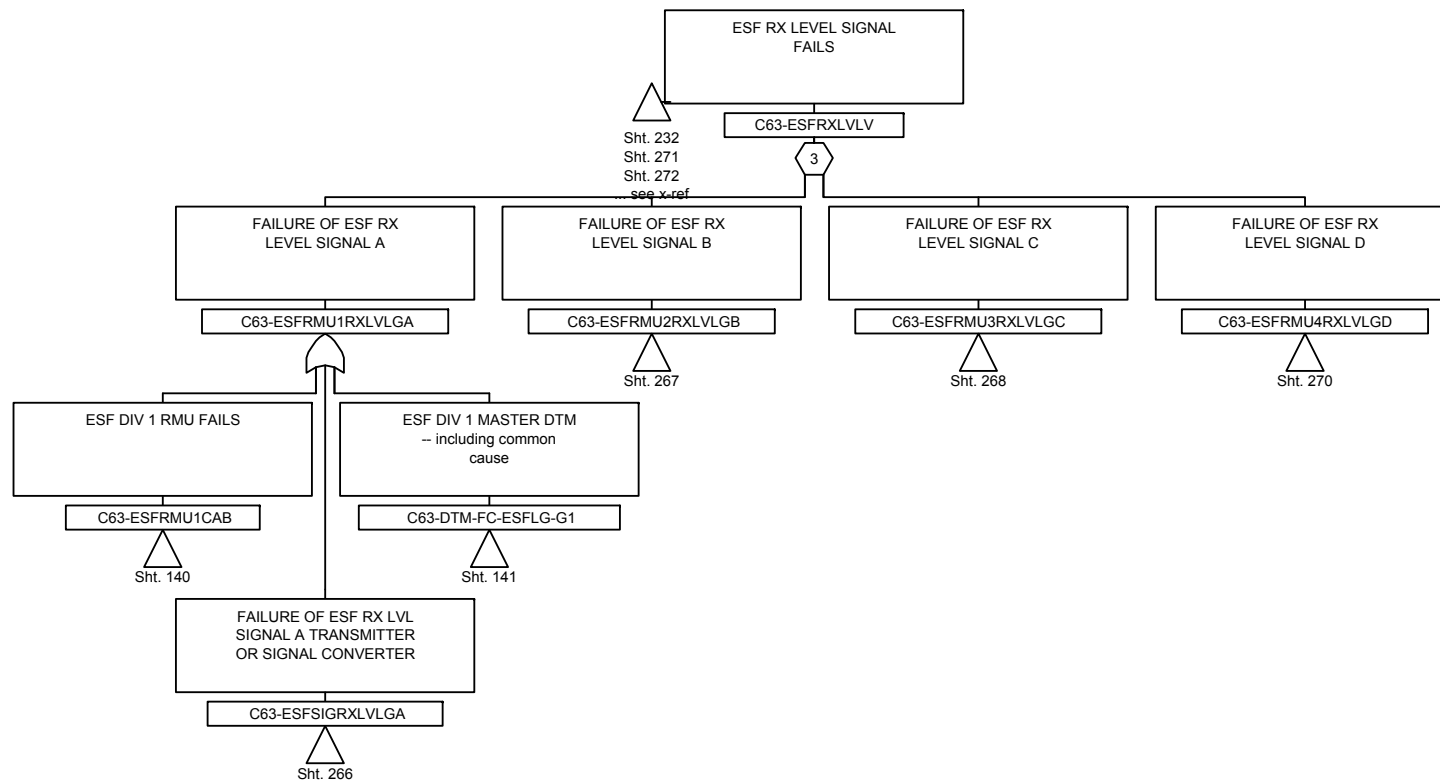 ESF RX LEVEL SIGNAL
FAILS
C63-ESFRXLVLV
Sht. 232
Sht. 271
Sht. 272
... see x-ref
3
FAILURE OF ESF RX
LEVEL SIGNAL A
C63-ESFRMU1RXLVLGA
FAILURE OF ESF RX
LEVEL SIGNAL B
C63-ESFRMU2RXLVLGB
Sht. 267
FAILURE OF ESF RX
LEVEL SIGNAL C
C63-ESFRMU3RXLVLGC
Sht. 268
FAILURE OF ESF RX
LEVEL SIGNAL D
C63-ESFRMU4RXLVLGD
Sht. 270
ESF DIV 1 RMU FAILS
C63-ESFRMU1CAB
Sht. 140
ESF DIV 1 MASTER DTM
-- including common
cause
C63-DTM-FC-ESFLG-G1
Sht. 141
FAILURE OF ESF RX LVL
SIGNAL A TRANSMITTER
OR SIGNAL CONVERTER
C63-ESFSIGRXLVLGA
Sht. 266